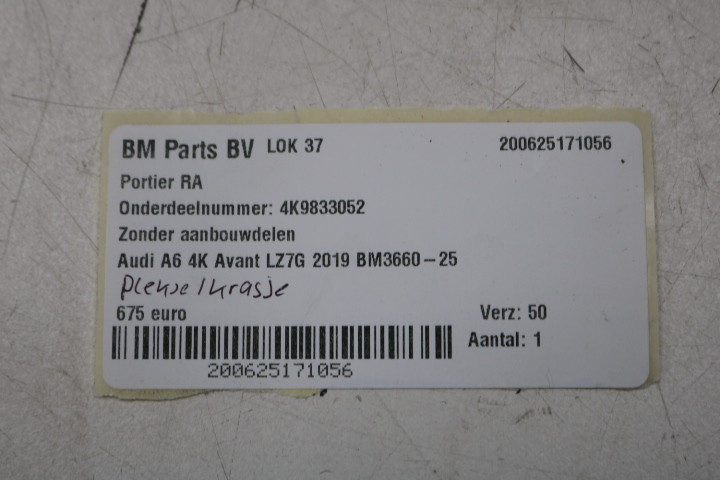 BM Parts BV LOK 37 200625171056
Portier RA
Onderdeelnummer: 4K9833052
Zonder aanbouwdelen
Audi A6 4K Avant LZ7G 2019 BM3660-25
675 euro Verz: 50
Aantal: 1
200625171056